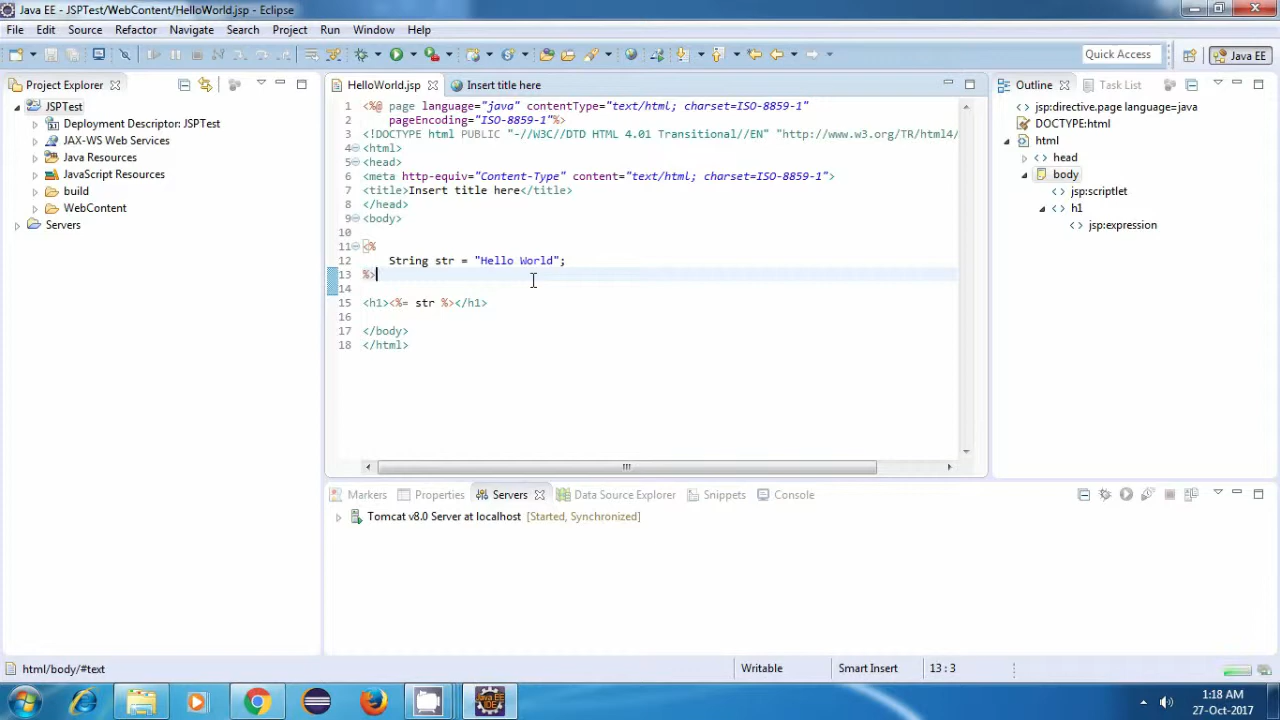 Java EE - JSPTest/WebContent/HelloWorld.jsp - Eclipse
File Edit Source Refactor Navigate Search Project Run Window Help
Quick Access
Java EE
Project Explorer
JSPTest
Deployment Descriptor: JSPTest
JAX-WS Web Services
Java Resources
JavaScript Resources
build
WebContent
Servers
HelloWorld.jsp
Insert title here
1 <%@ page language="java" contentType="text/html; charset=ISO-8859-1"
2 pageEncoding="ISO-8859-1"%>
3 <!DOCTYPE html PUBLIC "-//W3C//DTD HTML 4.01 Transitional//EN" "http://www.w3.org/TR/html4/
4 <html>
5 <head>
6 <meta http-equiv="Content-Type" content="text/html; charset=ISO-8859-1">
7 <title>Insert title here</title>
8 </head>
9 <body>
10
11 <%
12 String str = "Hello World";
13 %>
14
15 <h1><%= str %></h1>
16
17 </body>
18 </html>
Outline
Task List
jsp:directive.page language=java
DOCTYPE:html
html
head
body
jsp:scriptlet
h1
jsp:expression
Markers Properties Servers Data Source Explorer Snippets Console
Tomcat v8.0 Server at localhost [Started, Synchronized]
html/body/#text
Writable
Smart Insert
13 : 3
Java EE
IDE
1:18 AM
27-Oct-2017